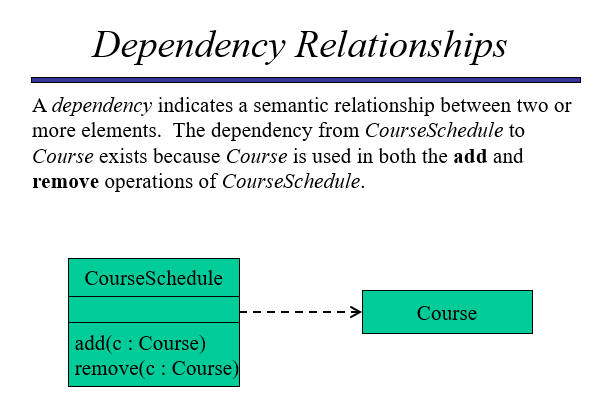 Dependency Relationships
A dependency indicates a semantic relationship between two or
more elements.  The dependency from CourseSchedule to
Course exists because Course is used in both the add and
remove operations of CourseSchedule.
CourseSchedule
add(c : Course)
remove(c : Course)
Course